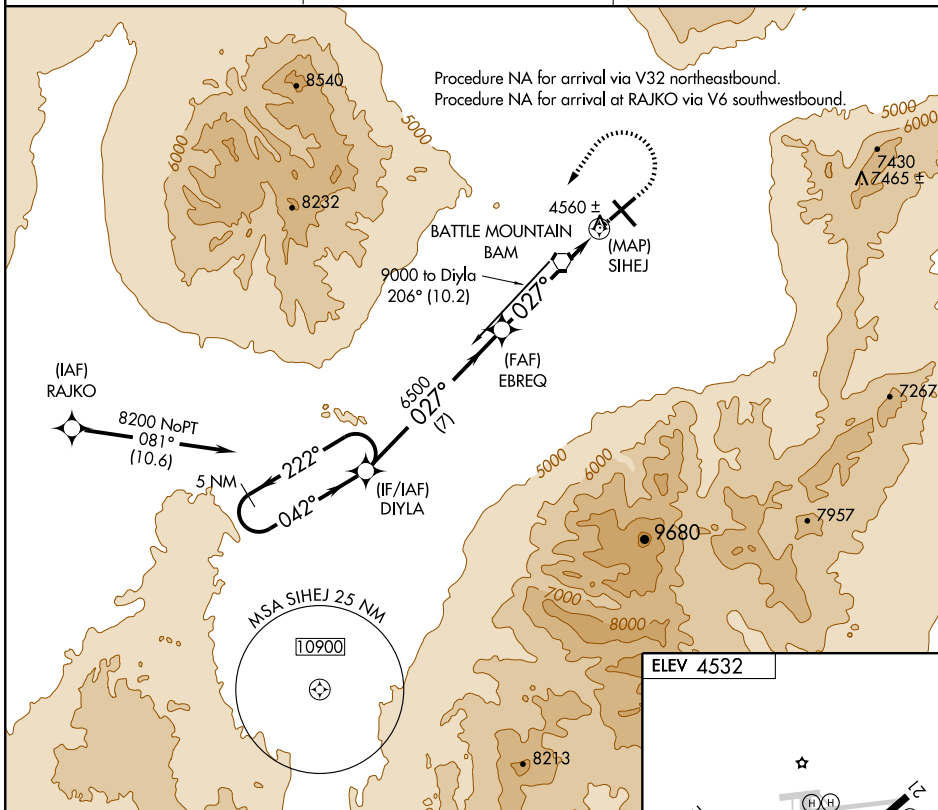 8540
Procedure NA for arrival via V32 northeastbound.
Procedure NA for arrival at RAJKO via V6 southwestbound.
5000
6000
5000
6000
7430
7465 ±
8232
4560 ±
BATTLE MOUNTAIN
BAM
(MAP)
SIHEJ
9000 to Diyla
206° (10.2)
027°
(FAF)
EBREQ
(IAF)
RAJKO
6500
027°
(7)
7267
8200 NoPT
081°
(10.6)
5 NM
222°
042°
(IF/IAF)
DIYLA
5000
6000
7957
9680
7000
8000
MSA SIHEJ 25 NM
10900
ELEV 4532
8213
H H
21